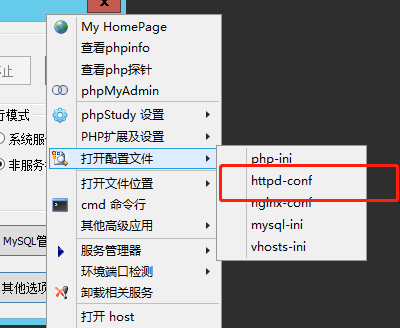 x
My HomePage
查看phpinfo
查看php探针
phpMyAdmin
phpStudy 设置
PHP扩展及设置
打开配置文件
打开文件位置
cmd 命令行
其他高级应用
服务管理器
环境端口检测
卸载相关服务
打开 host
php-ini
httpd-conf
nginx-conf
mysql-ini
vhosts-ini
止
行模式
系统服
非服务
MySQL管
其他选项